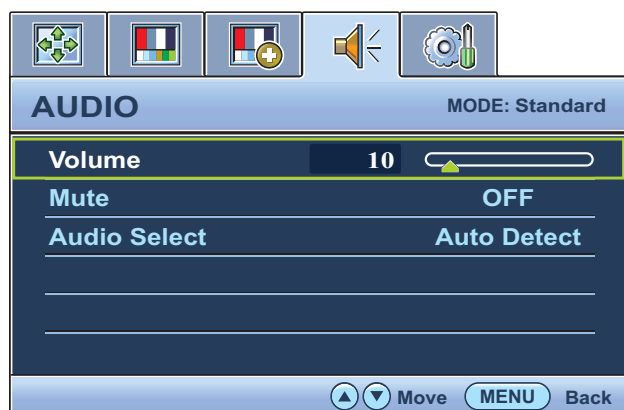 AUDIO MODE: Standard
Volume 10
Mute OFF
Audio Select Auto Detect
Move MENU Back